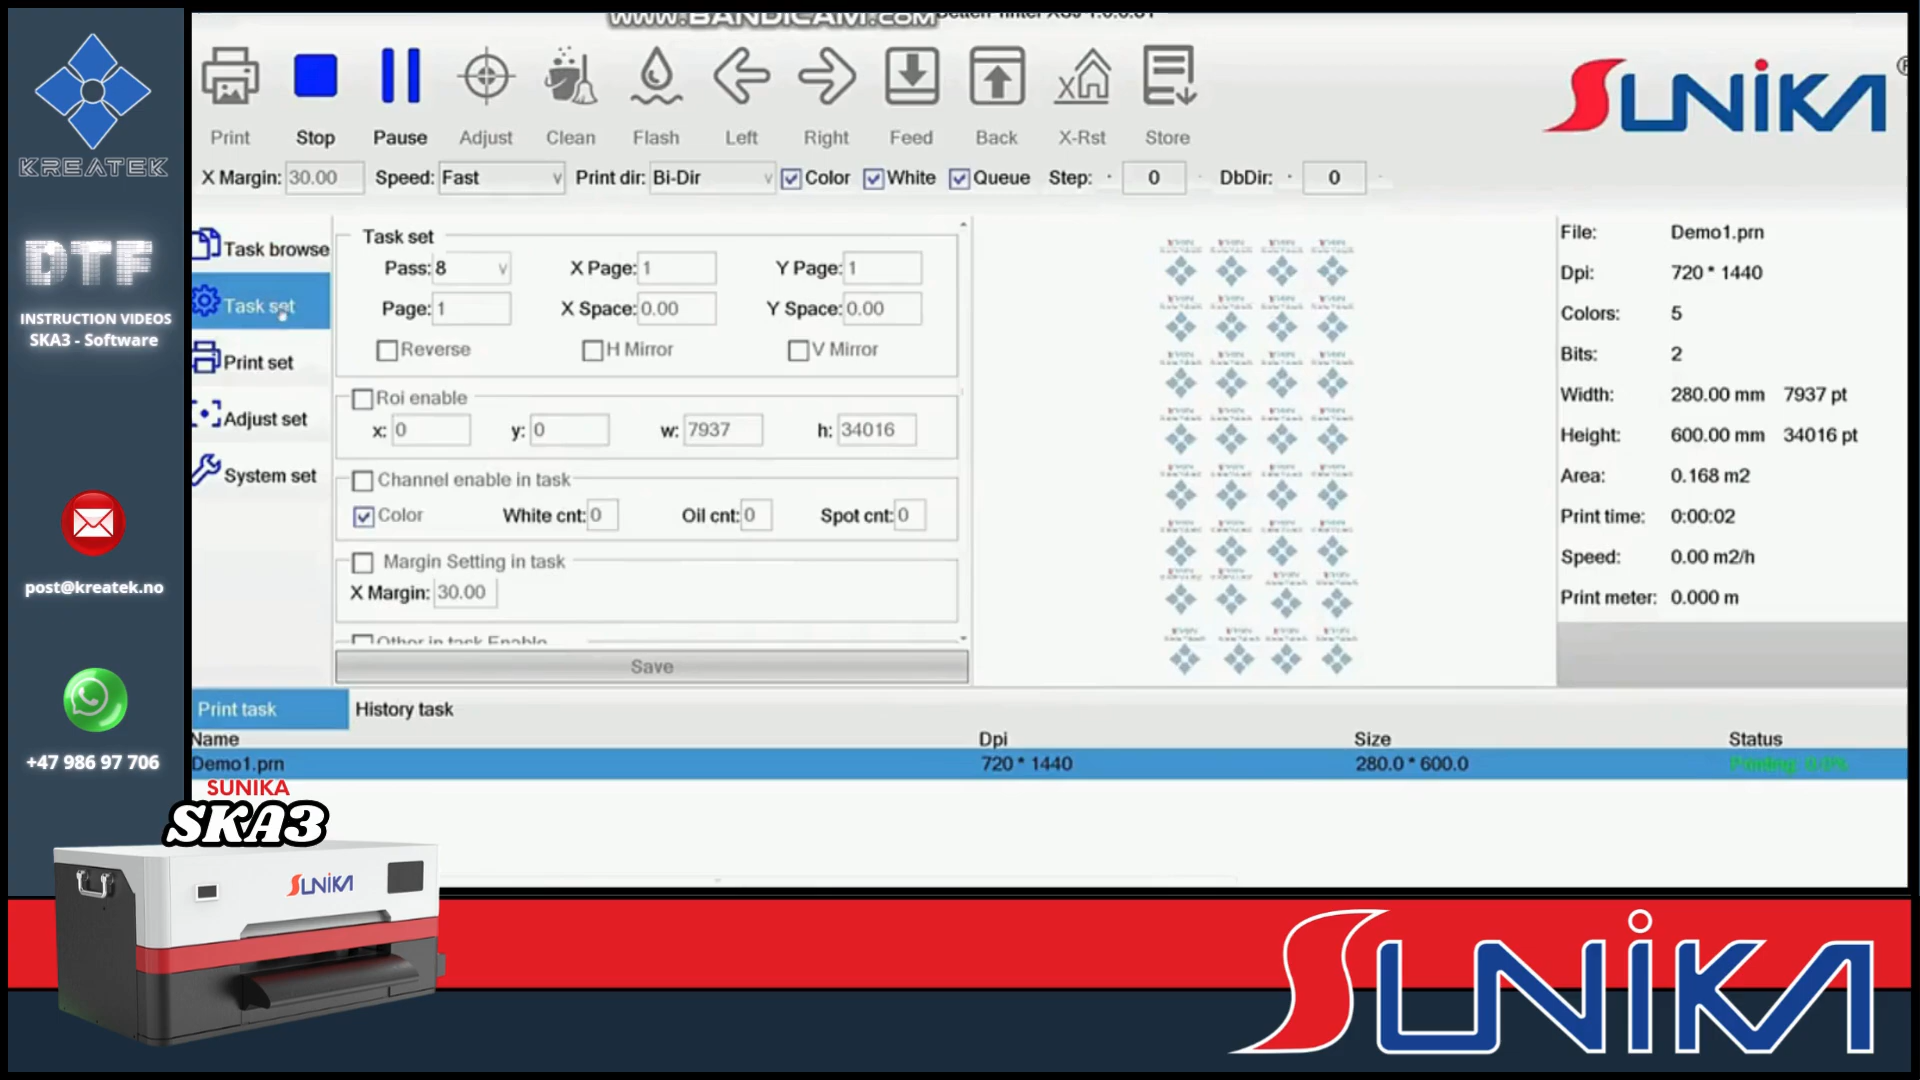 WWW.BANDICAM.COM
SUNIKA
KREATEK
DTF
INSTRUCTION VIDEOS
SKA3 - Software
post@kreatek.no
+47 986 97 706
Print Stop Pause Adjust Clean Flash Left Right Feed Back X-Rst Store
X Margin: 30.00 Speed: Fast Print dir: Bi-Dir Color White Queue Step: 0 DbDir: 0
Task browse
Task set
Print set
Adjust set
System set
Task set
Pass: 8 X Page: 1 Y Page: 1
Page: 1 X Space: 0.00 Y Space: 0.00
Reverse H Mirror V Mirror
Roi enable
x: 0 y: 0 w: 7937 h: 34016
Channel enable in task
Color White cnt: 0 Oil cnt: 0 Spot cnt: 0
Margin Setting in task
X Margin: 30.00
Other in task Enable
Save
File: Demo1.prn
Dpi: 720 * 1440
Colors: 5
Bits: 2
Width: 280.00 mm 7937 pt
Height: 600.00 mm 34016 pt
Area: 0.168 m2
Print time: 0:00:02
Speed: 0.00 m2/h
Print meter: 0.000 m
Print task History task
Name Dpi Size Status
Demo1.prn 720 * 1440 280.0 * 600.0 Printing: 0.0%
SUNIKA
SKA3
SUNIKA
SUNIKA